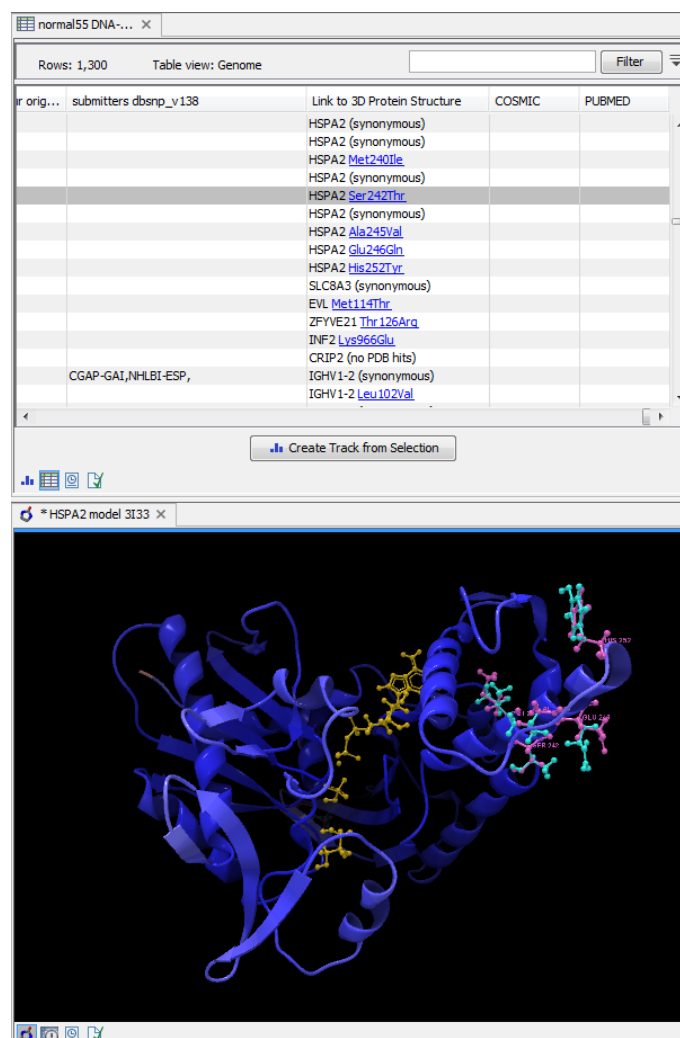 normal55 DNA-...
Rows: 1,300 Table view: Genome Filter
r orig... submitters dbsnp_v138 Link to 3D Protein Structure COSMIC PUBMED
HSPA2 (synonymous)
HSPA2 (synonymous)
HSPA2 Met240Ile
HSPA2 (synonymous)
HSPA2 Ser242Thr
HSPA2 (synonymous)
HSPA2 Ala245Val
HSPA2 Glu246Gln
HSPA2 His252Tyr
SLC8A3 (synonymous)
EVL Met114Thr
ZFYVE21 Thr126Arg
INF2 Lys966Glu
CRIP2 (no PDB hits)
CGAP-GAI,NHLBI-ESP, IGHV1-2 (synonymous)
IGHV1-2 Leu102Val
Create Track from Selection
* HSPA2 model 3I33